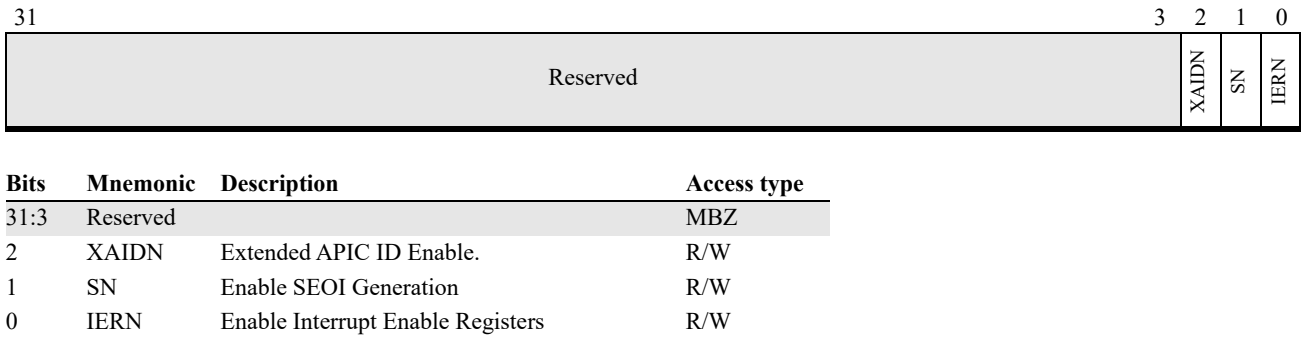 31 3 2 1 0
Reserved XAIDN SN IERN
Bits Mnemonic Description Access type
31:3 Reserved MBZ
2 XAIDN Extended APIC ID Enable. R/W
1 SN Enable SEOI Generation R/W
0 IERN Enable Interrupt Enable Registers R/W